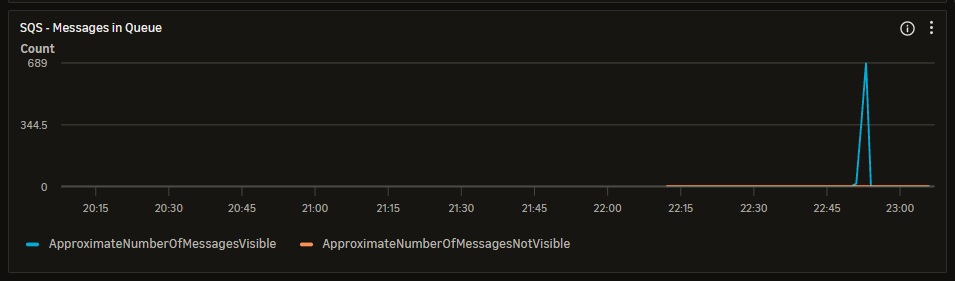 SQS - Messages in Queue
Count
689
344.5
0
20:15 20:30 20:45 21:00 21:15 21:30 21:45 22:00 22:15 22:30 22:45 23:00
ApproximateNumberOfMessagesVisible ApproximateNumberOfMessagesNotVisible